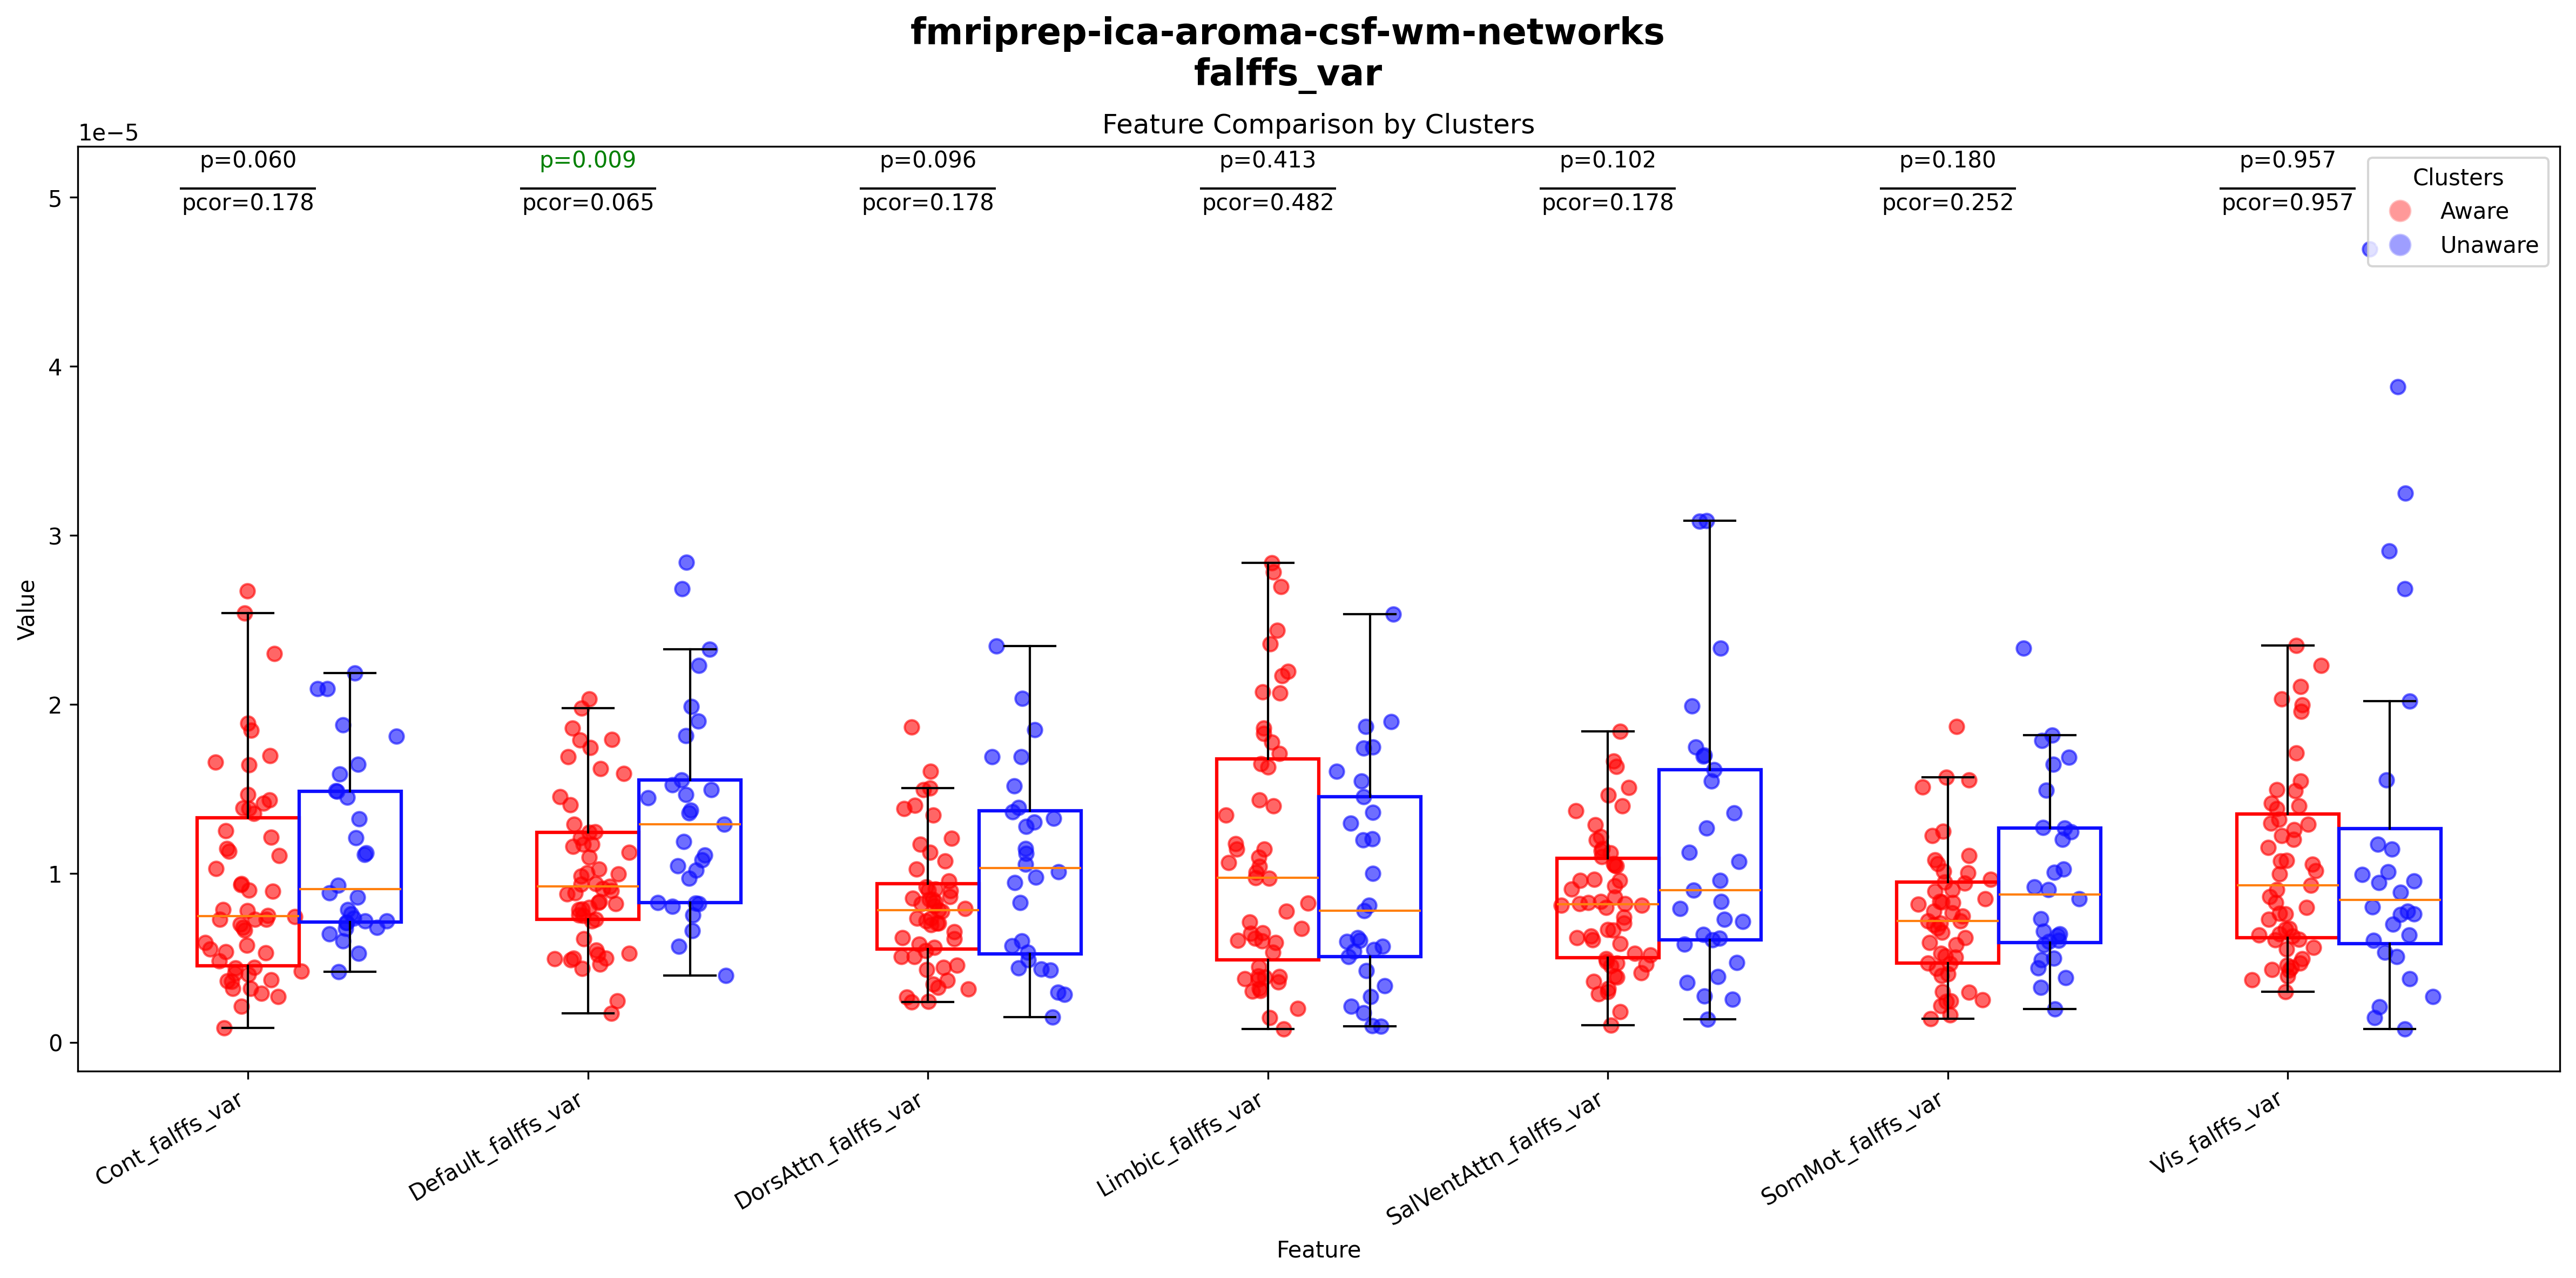 fmriprep-ica-aroma-csf-wm-networks
falffs_var
Feature Comparison by Clusters
1e−5
p=0.060
pcor=0.178
p=0.009
pcor=0.065
p=0.096
pcor=0.178
p=0.413
pcor=0.482
p=0.102
pcor=0.178
p=0.180
pcor=0.252
p=0.957
pcor=0.957
Clusters
Aware
Unaware
5
4
3
2
1
0
Value
Cont_falffs_var
Default_falffs_var
DorsAttn_falffs_var
Limbic_falffs_var
SalVentAttn_falffs_var
SomMot_falffs_var
Vis_falffs_var
Feature